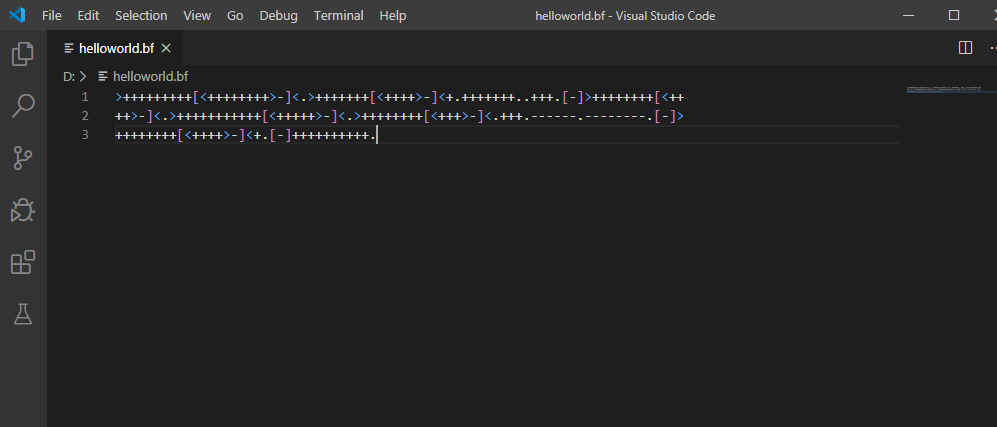 File Edit Selection View Go Debug Terminal Help helloworld.bf - Visual Studio Code
helloworld.bf
D: > helloworld.bf
1 >+++++++++[<++++++++>-]<.>+++++++[<++++>-]<+.+++++++..+++.[-]>++++++++[<++
2 ++>-]<.>+++++++++++[<+++++>-]<.>++++++++[<+++>-]<.+++.------.--------.[-]>
3 ++++++++[<++++>-]<+.[-]++++++++++.